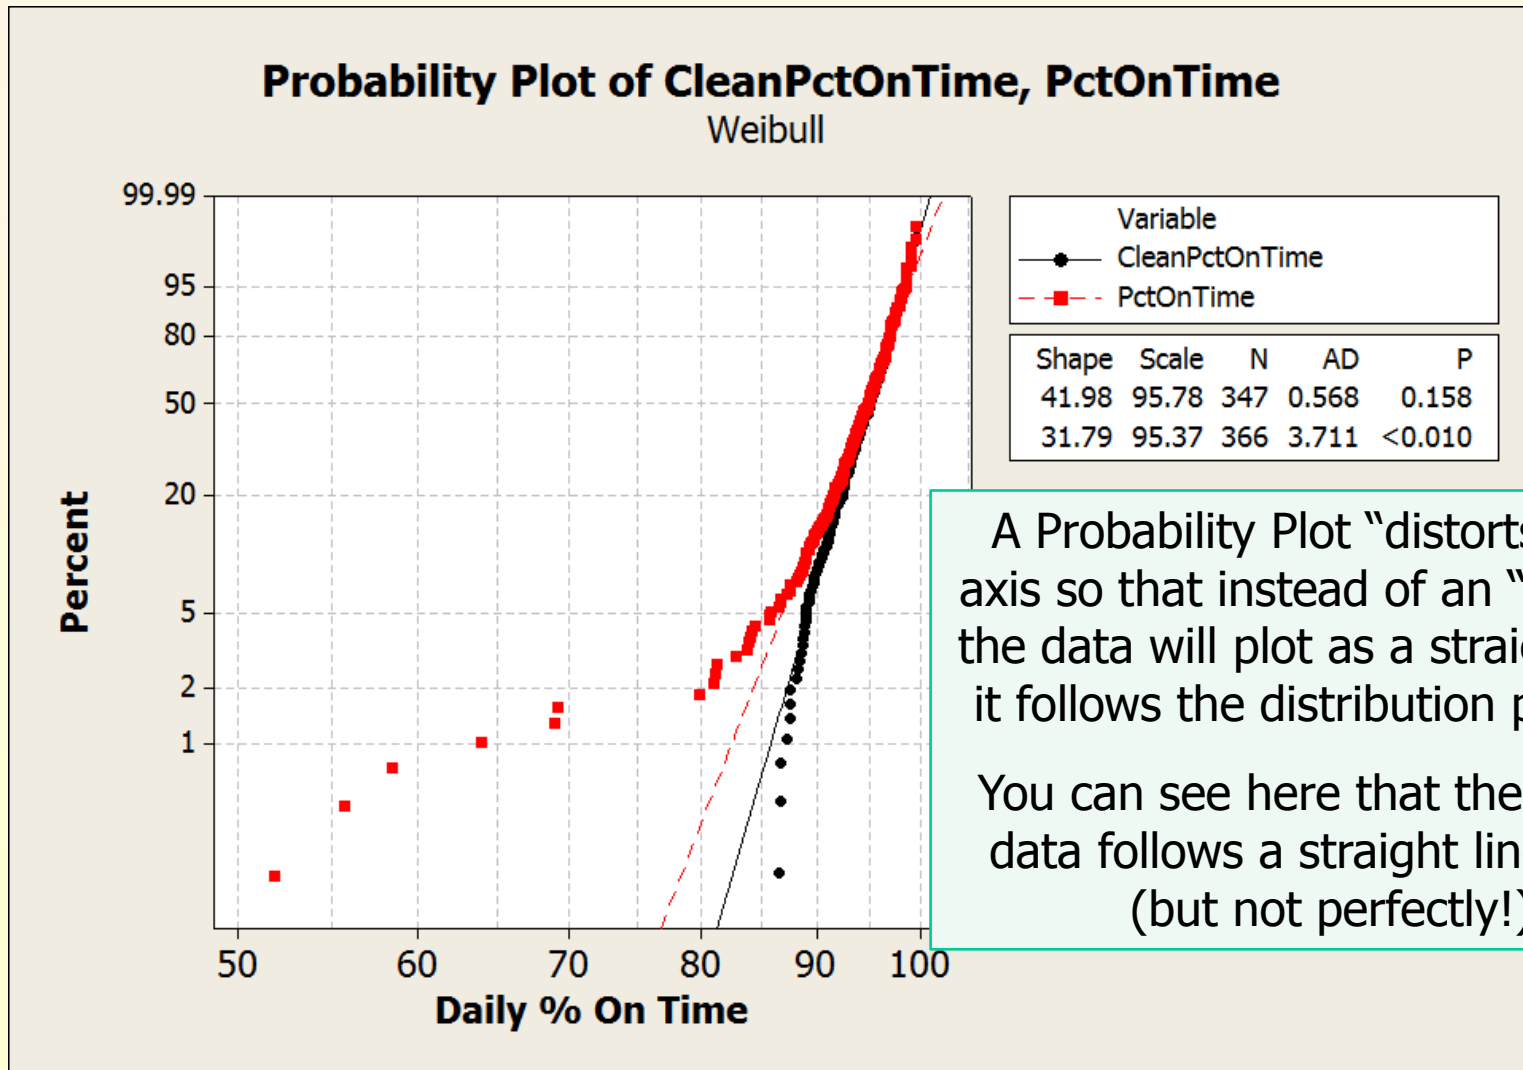 Probability Plot of CleanPctOnTime, PctOnTime
Weibull
99.99
95
80
50
20
5
2
1
Percent
50 60 70 80 90 100
Daily % On Time
Variable
CleanPctOnTime
PctOnTime
Shape Scale N AD P
41.98 95.78 347 0.568 0.158
31.79 95.37 366 3.711 <0.010
A Probability Plot “distorts
axis so that instead of an “
the data will plot as a
it follows the distribution
You can see here that the
data follows a straight
(but not perfectly!)